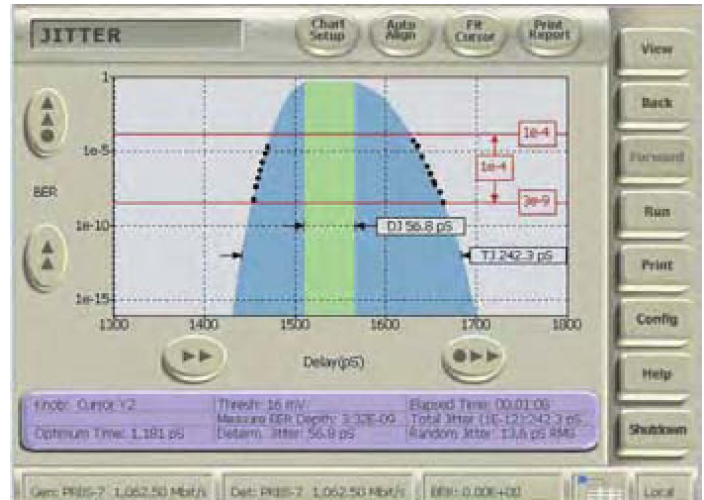 JITTER
Chart Setup
Auto Align
Fit Cursor
Print Report
View
Back
Forward
Run
Print
Config
Help
Shutdown
BER
1
1e-5
1e-10
1e-15
1e-4
1e-4
3e-9
DJ 56.8 pS
TJ 242.3 pS
1300 1400 1500 1600 1700 1800
Delay(pS)
Knob: Cursor Y2 Thresh: 16 mV Elapsed Time: 00:01:06
Measure BER Depth: 3.32E-09 Total Jitter (1E-12):242.3 pS
Optimum Time: 1,181 pS Determ. Jitter: 56.8 pS Random Jitter: 13.6 pS RMS
Gen: PRBS-7 1,062.50 Mbit/s Det: PRBS-7 1,062.50 Mbit/s BER: 0.00E+00 Local